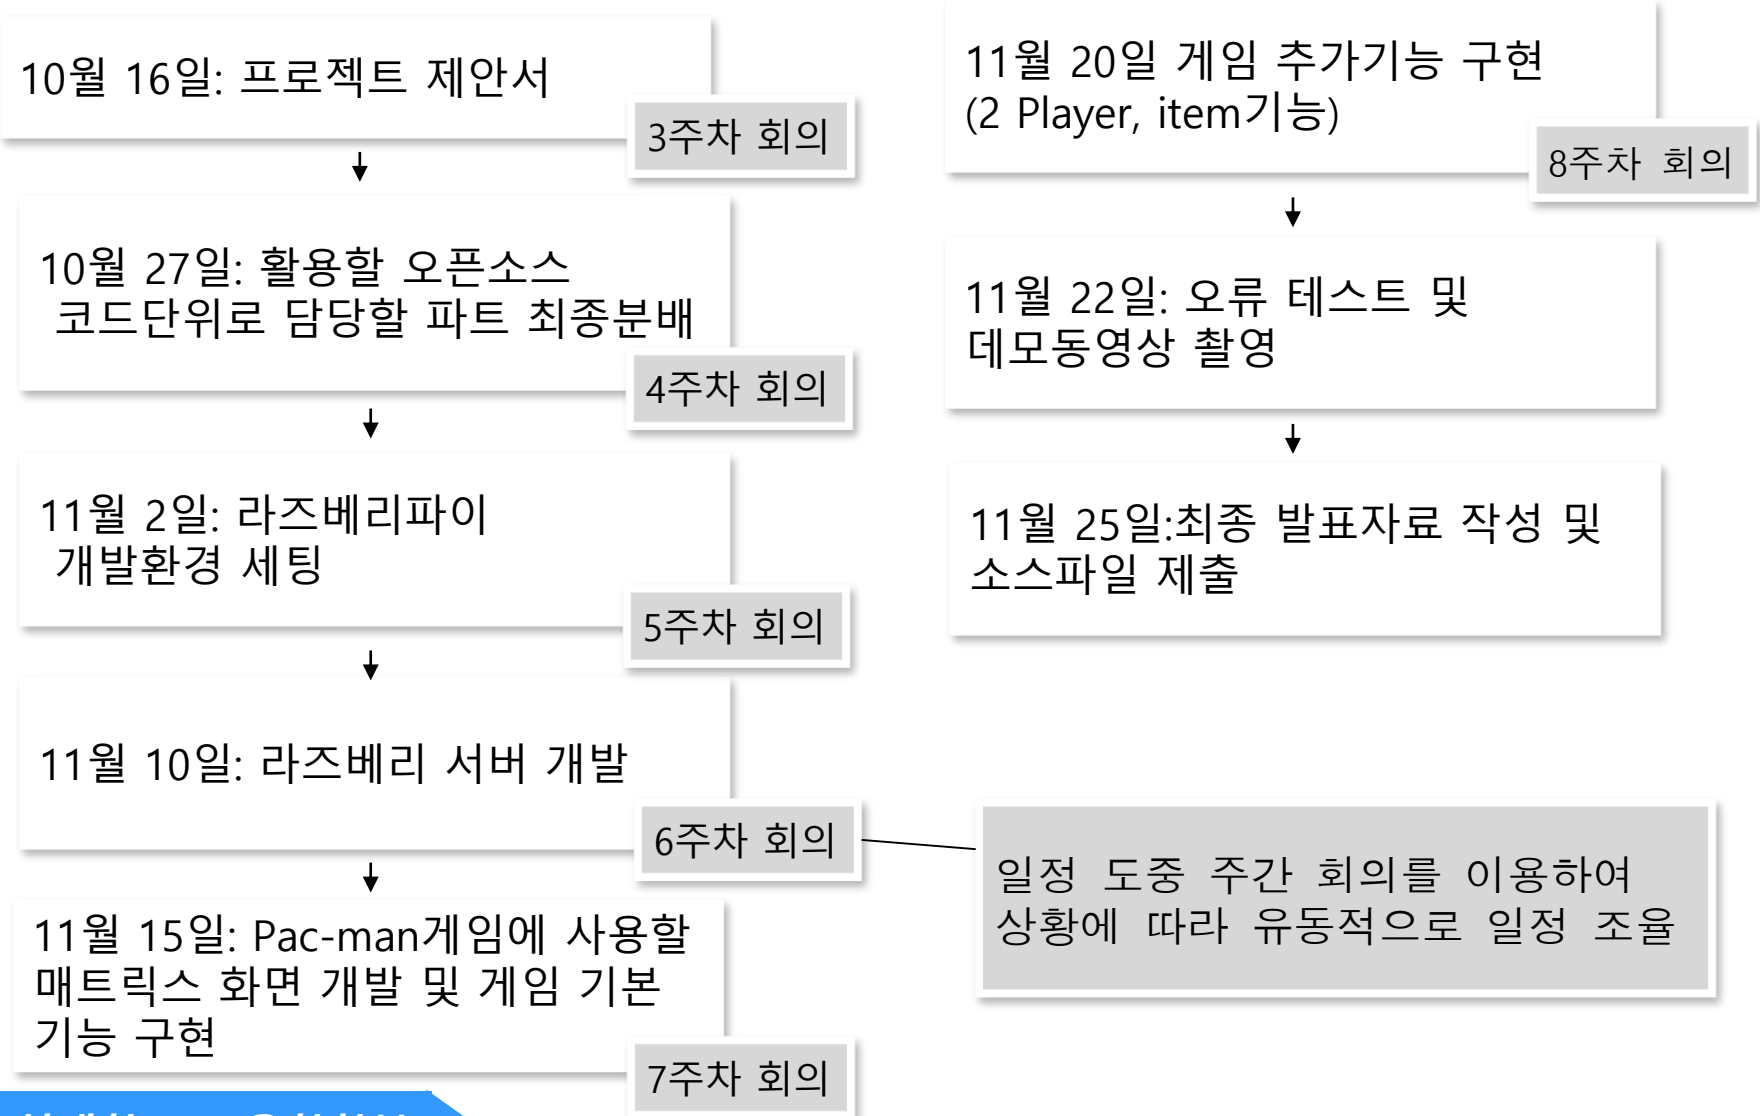 10월 16일: 프로젝트 제안서
3주차 회의
10월 27일: 활용할 오픈소스
코드단위로 담당할 파트 최종분배
4주차 회의
11월 2일: 라즈베리파이
개발환경 세팅
5주차 회의
11월 10일: 라즈베리 서버 개발
6주차 회의
11월 15일: Pac-man게임에 사용할
매트릭스 화면 개발 및 게임 기본
기능 구현
7주차 회의
11월 20일 게임 추가기능 구현
(2 Player, item기능)
8주차 회의
11월 22일: 오류 테스트 및
데모동영상 촬영
11월 25일:최종 발표자료 작성 및
소스파일 제출
일정 도중 주간 회의를 이용하여
상황에 따라 유동적으로 일정 조율